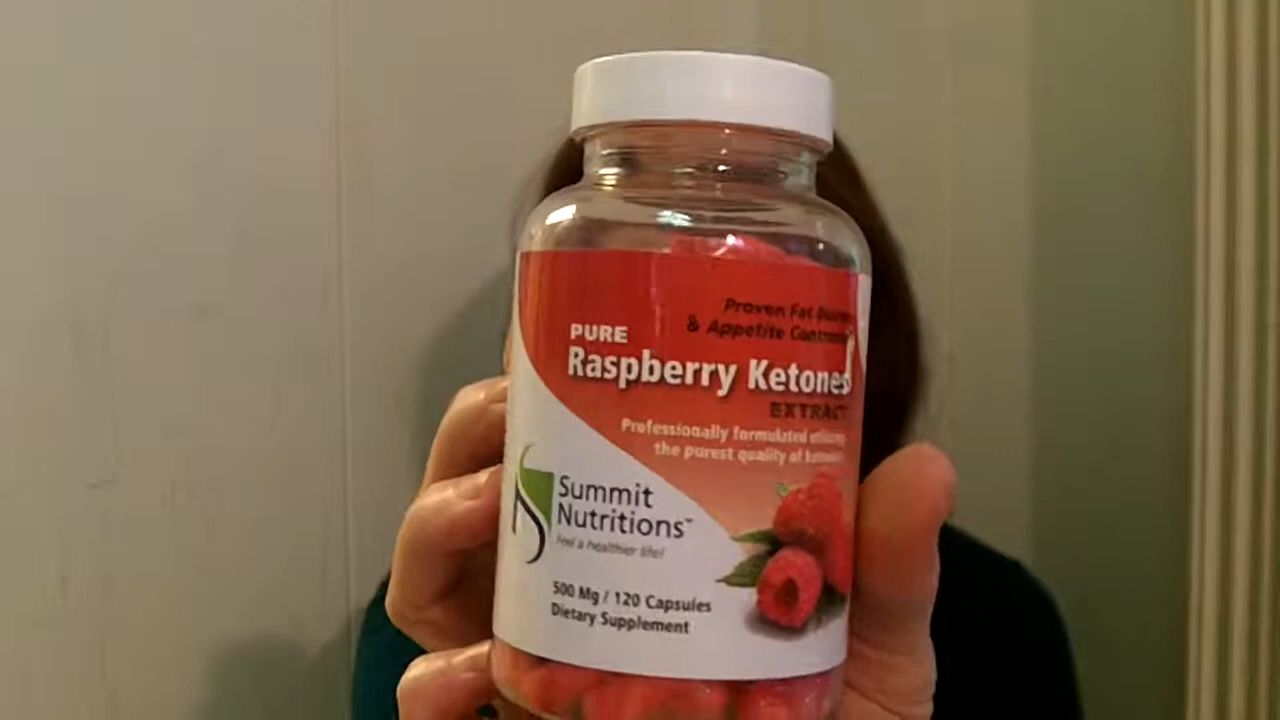 Proven Fat
& Appetite
PURE
Raspberry Ketones
EXTRACT
Professionally formulated utilizing
the purest quality of
Summit
Nutritions™
Feel a healthier life!
500 Mg / 120 Capsules
Dietary Supplement